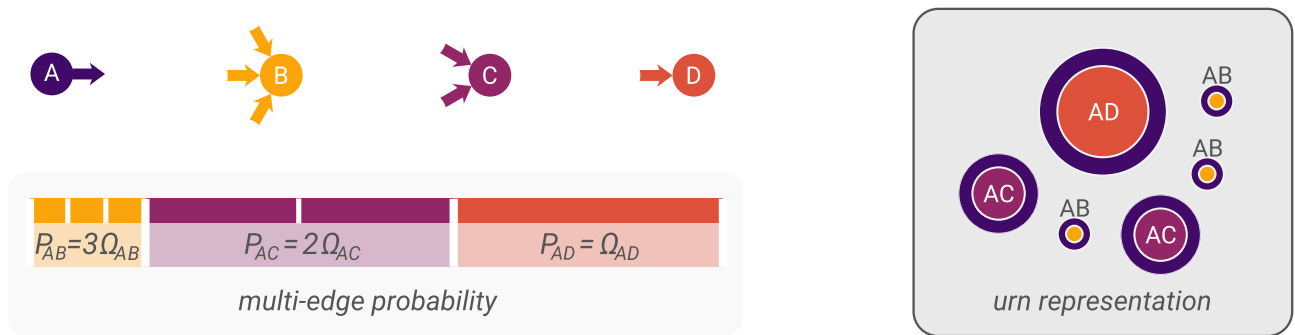 A
B
C
D
P_AB=3Ω_AB
P_AC=2Ω_AC
P_AD=Ω_AD
multi-edge probability
AD
AB
AB
AC
AB
AC
urn representation